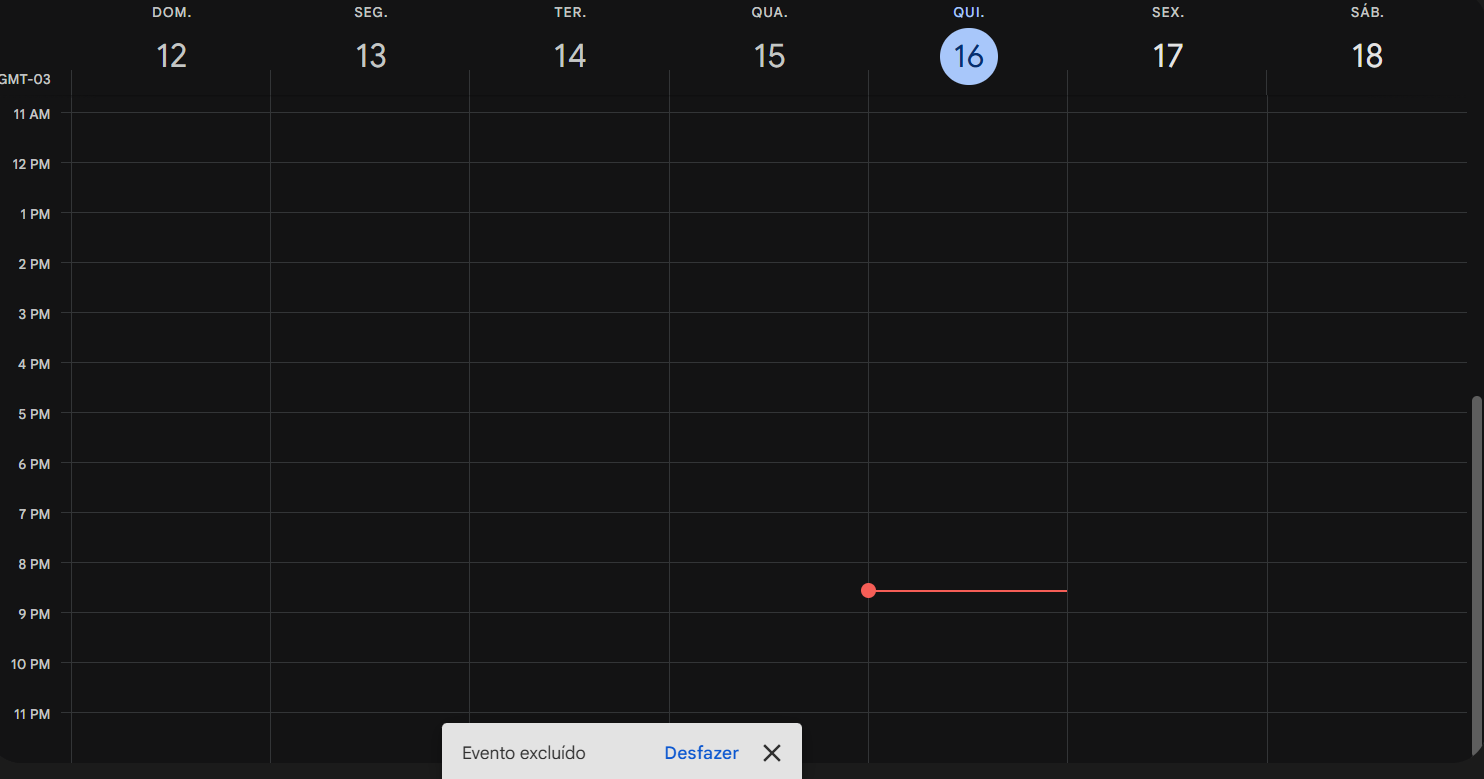 DOM. SEG. TER. QUA. QUI. SEX. SÁB.
12 13 14 15 16 17 18
GMT-03
11 AM
12 PM
1 PM
2 PM
3 PM
4 PM
5 PM
6 PM
7 PM
8 PM
9 PM
10 PM
11 PM
Evento excluído Desfazer